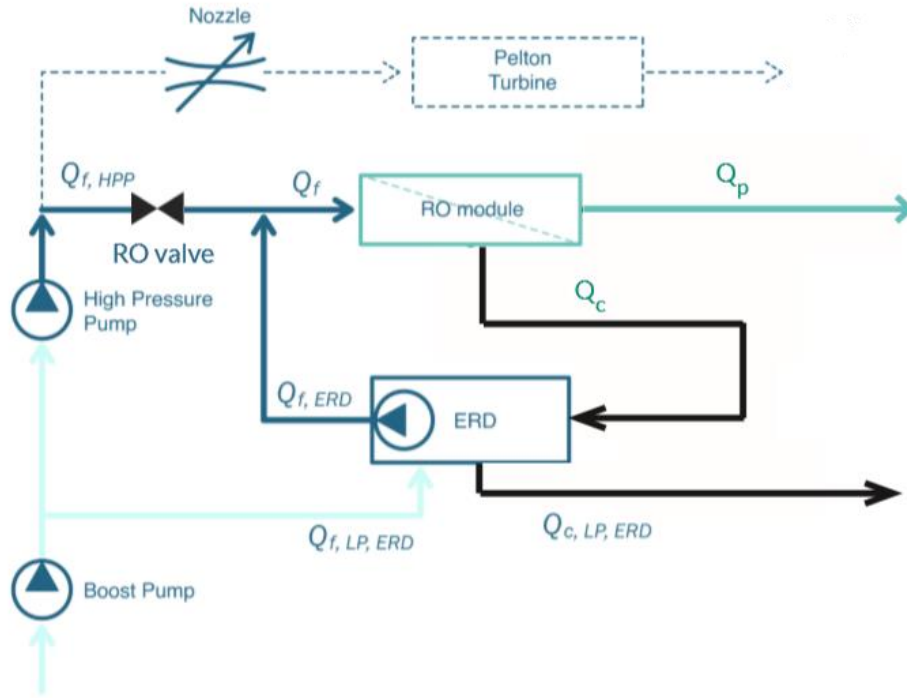 Nozzle
Pelton
Turbine
Q_f, HPP
Q_f
Q_p
RO module
RO valve
High Pressure
Pump
Q_c
Q_f, ERD
ERD
Q_f, LP, ERD
Q_c, LP, ERD
Boost Pump